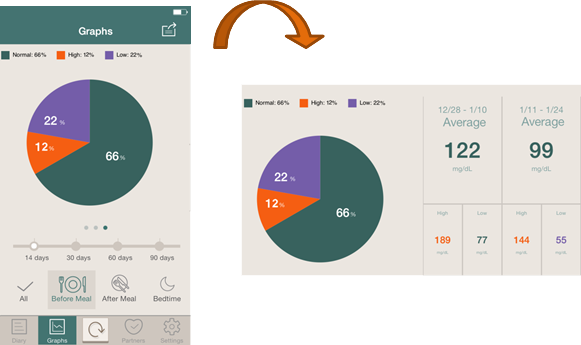 Graphs
Normal: 66% High: 12% Low: 22%
22 %
12 %
66 %
14 days 30 days 60 days 90 days
All Before Meal After Meal Bedtime
Diary Graphs Partners Settings
Normal: 66% High: 12% Low: 22%
22 %
12 %
66 %
12/28 - 1/10 1/11 - 1/24
Average Average
122 99
mg/dL mg/dL
High Low High Low
189 77 144 55
mg/dL mg/dL mg/dL mg/dL